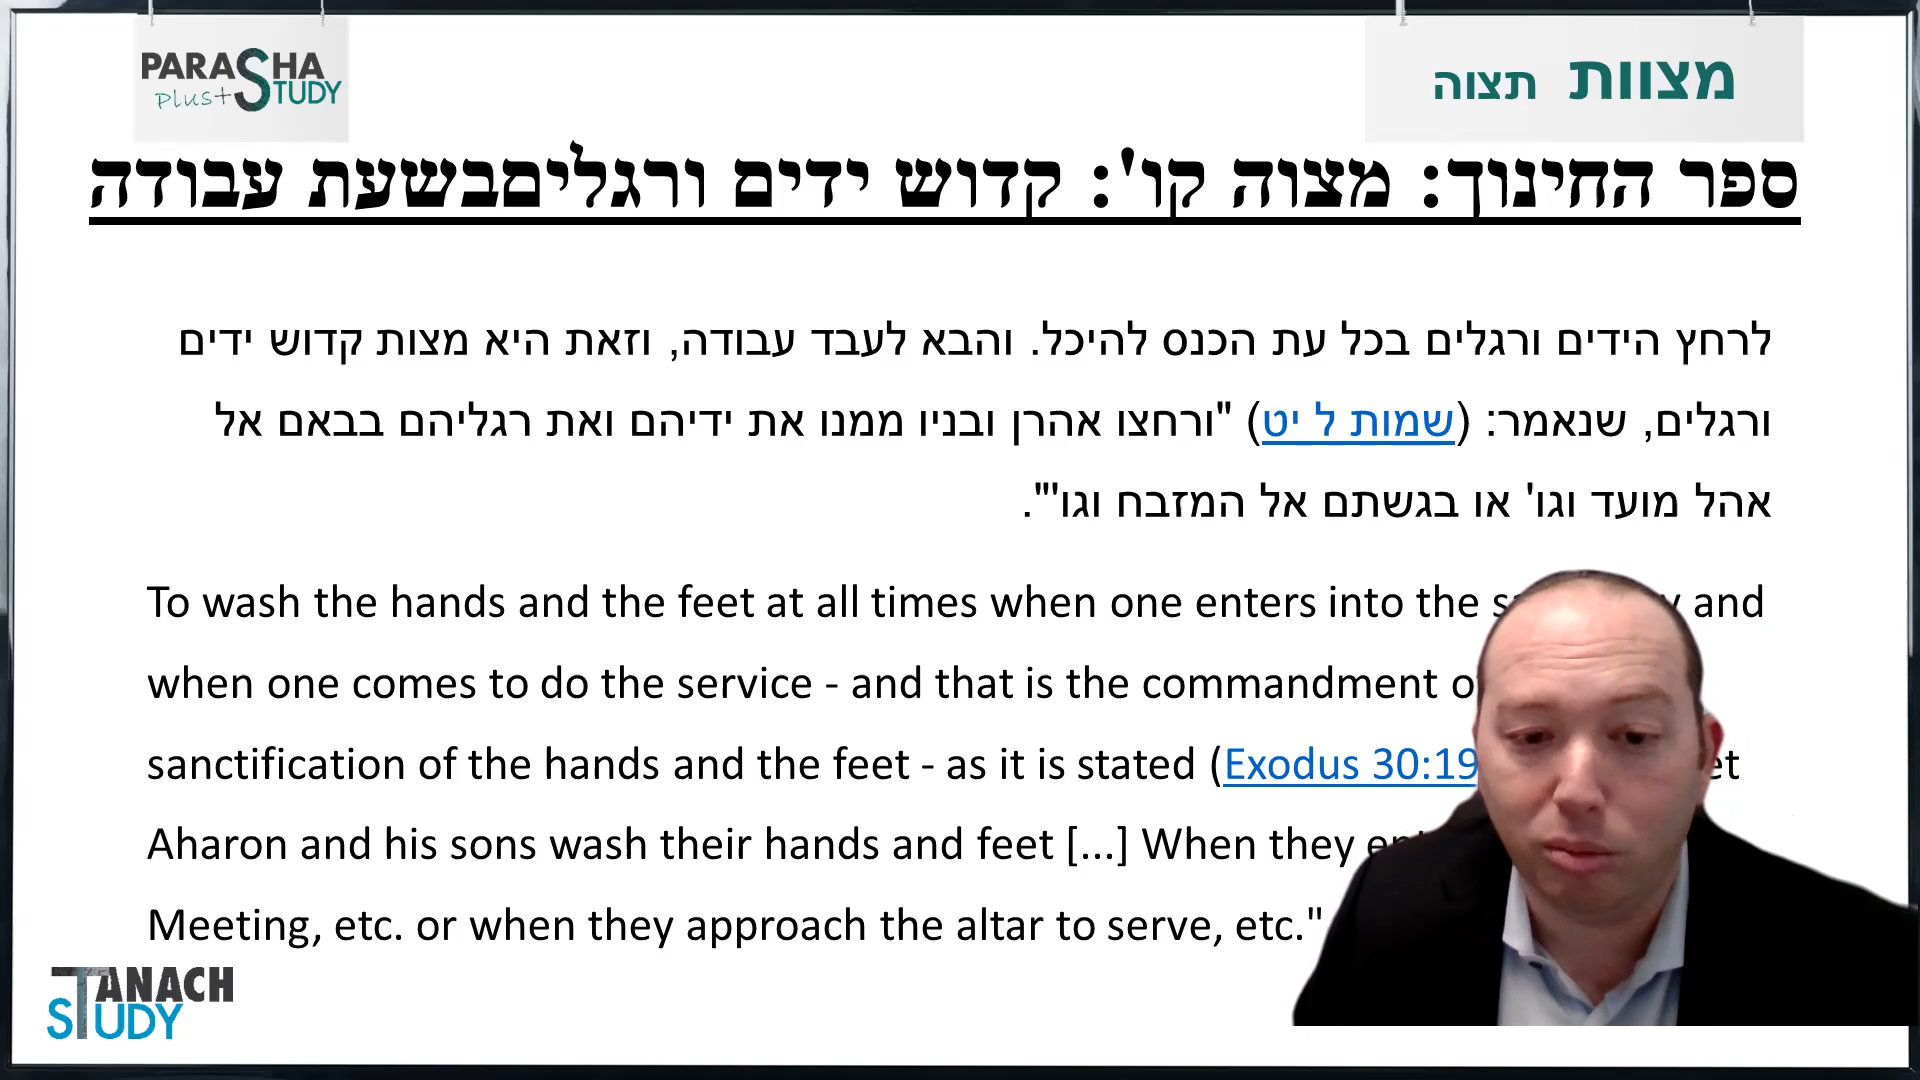 PARASHA
plus+ STUDY
מצוות תצוה
ספר החינוך: מצוה קו': קדוש ידים ורגליםבשעת עבודה
לרחץ הידים ורגלים בכל עת הכנס להיכל. והבא לעבד עבודה, וזאת היא מצות קדוש ידים
ורגלים, שנאמר: (שמות ל יט) "ורחצו אהרן ובניו ממנו את ידיהם ואת רגליהם בבאם אל
אהל מועד וגו' או בגשתם אל המזבח וגו'".
To wash the hands and the feet at all times when one enters into the and
when one comes to do the service - and that is the commandment
sanctification of the hands and the feet - as it is stated (Exodus 30:19
Aharon and his sons wash their hands and feet [...] When they
Meeting, etc. or when they approach the altar to serve, etc."
TANACH
STUDY